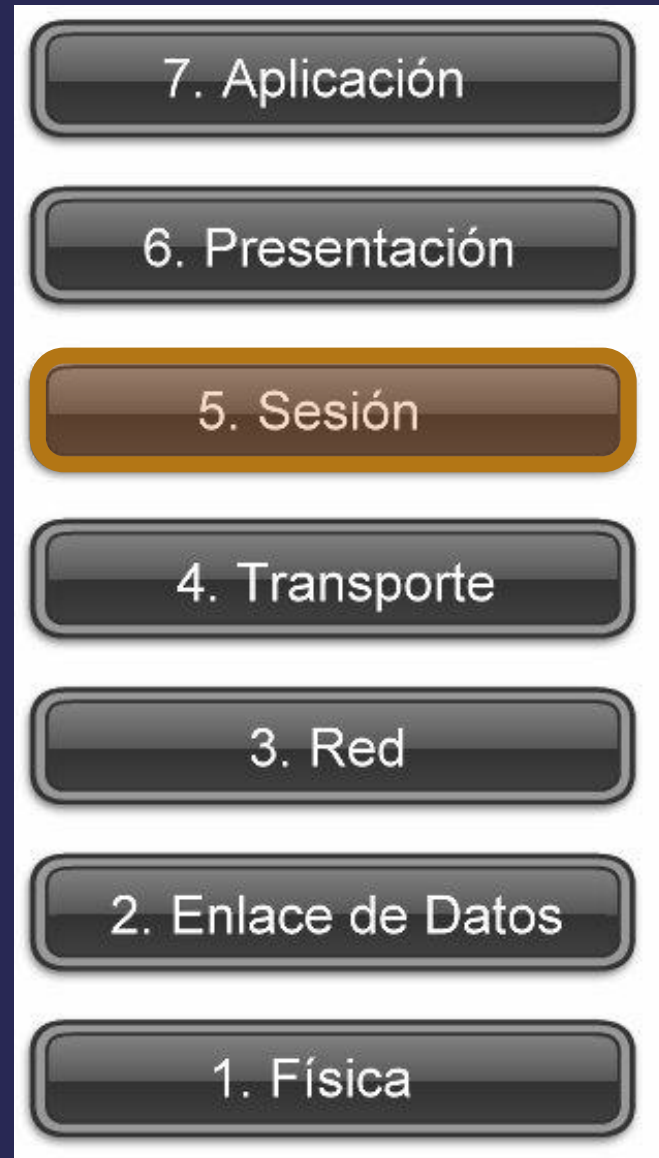 7. Aplicación
6. Presentación
5. Sesión
4. Transporte
3. Red
2. Enlace de Datos
1. Física